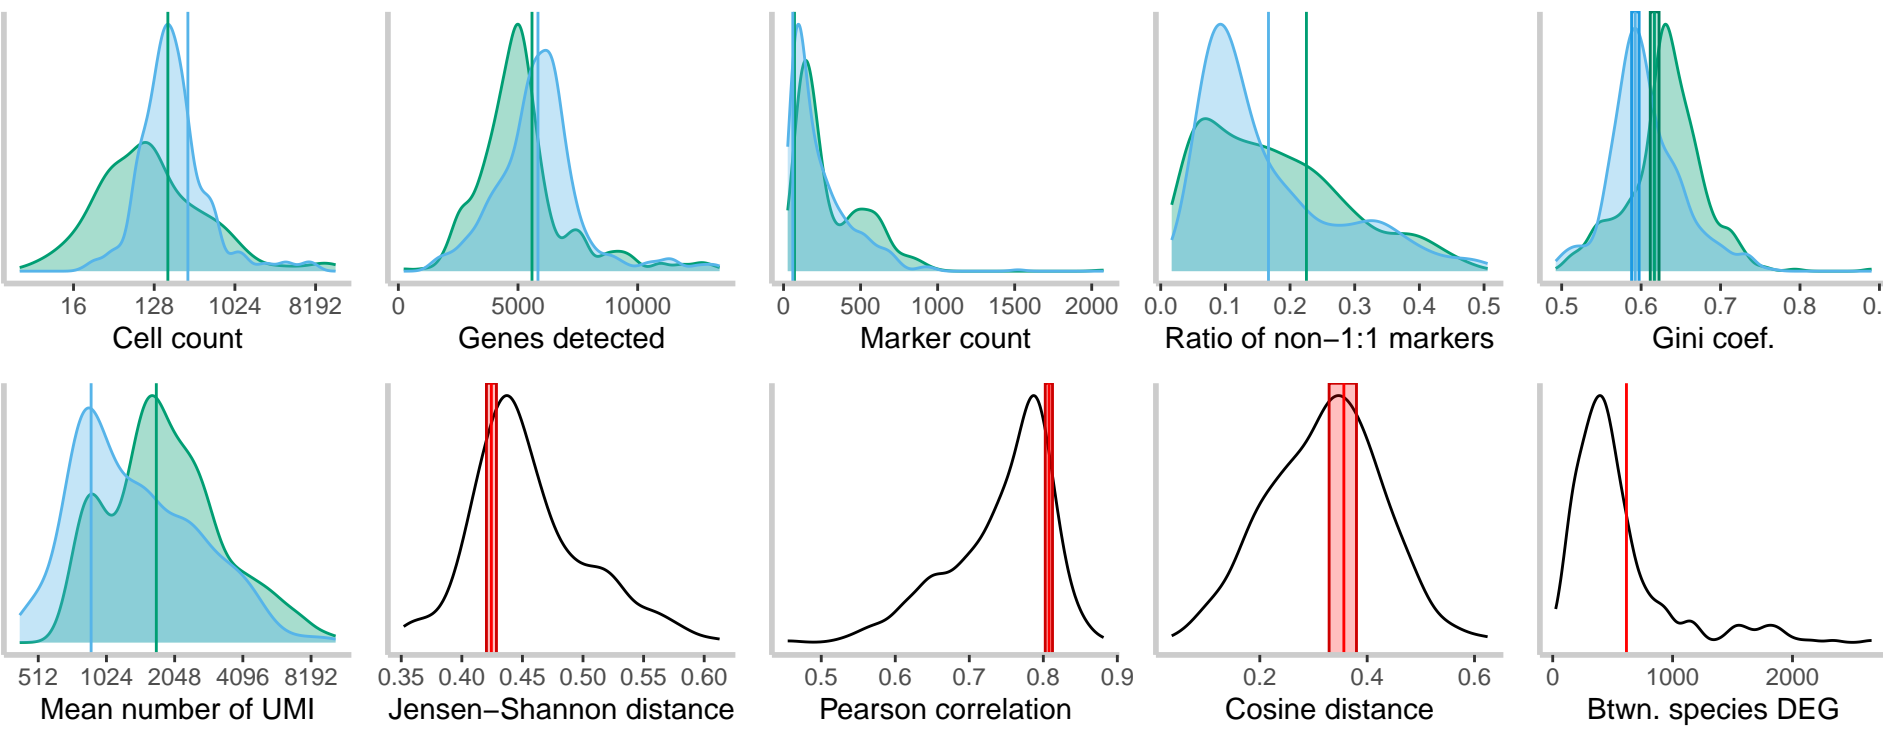 16 128 1024 8192
Cell count
0 5000 10000
Genes detected
0 500 1000 1500 2000
Marker count
0.0 0.1 0.2 0.3 0.4 0.5
Ratio of non−1:1 markers
0.5 0.6 0.7 0.8 0.
Gini coef.
512 1024 2048 4096 8192
Mean number of UMI
0.35 0.40 0.45 0.50 0.55 0.60
Jensen−Shannon distance
0.5 0.6 0.7 0.8 0.9
Pearson correlation
0.2 0.4 0.6
Cosine distance
0 1000 2000
Btwn. species DEG